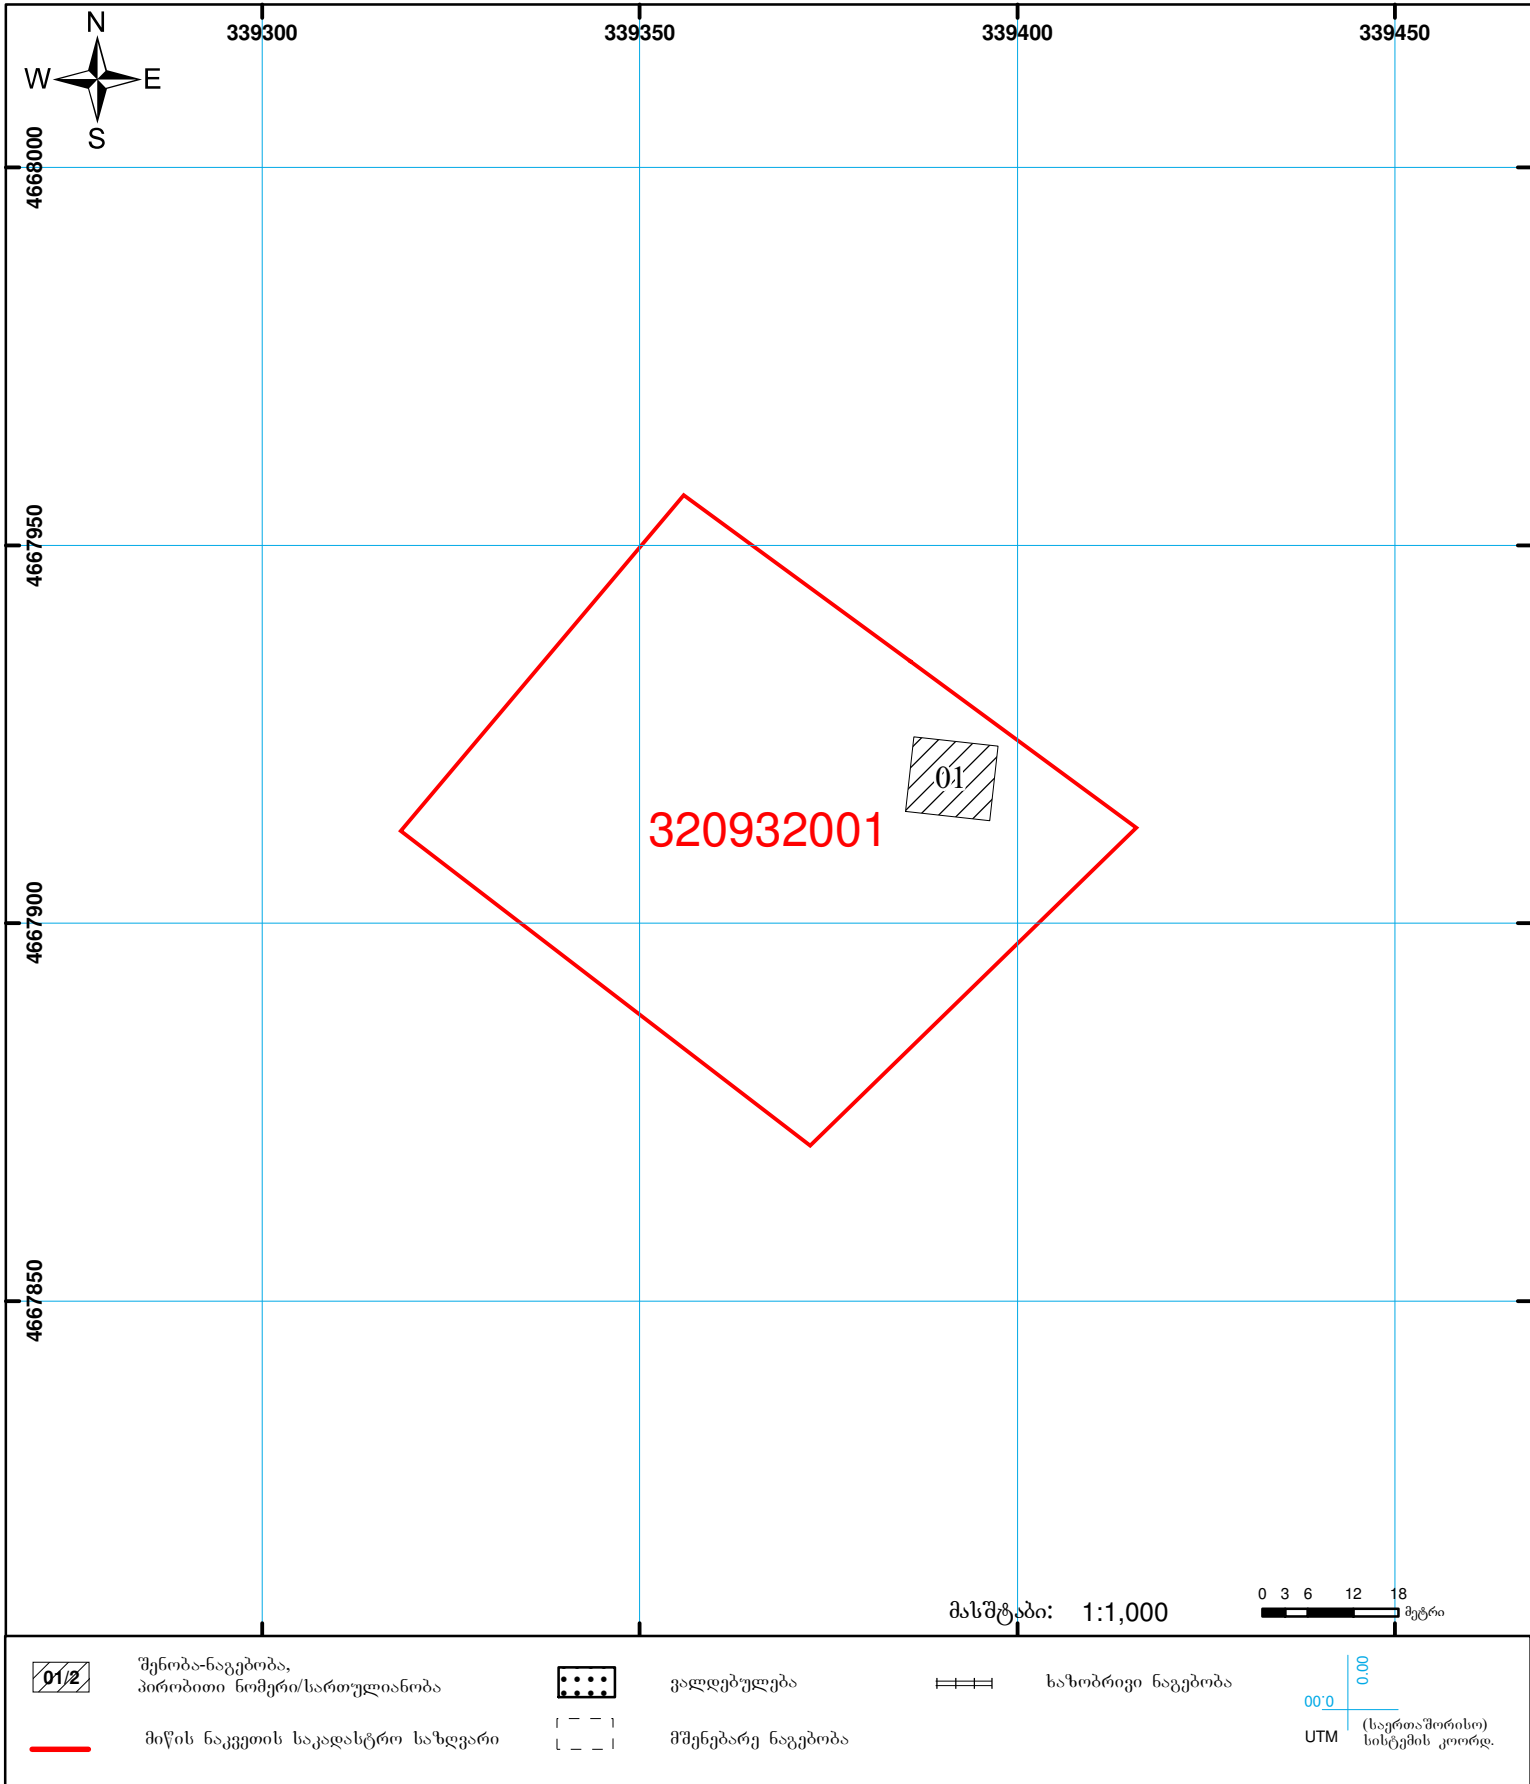 N
W E
S
339300 339350 339400 339450
4668000
4667950
4667900
4667850
01
320932001
მასშტაბი: 1:1,000
0 3 6 12 18
მეტრი
01/2
შენობა-ნაგებობა,
პირობითი ნომერი/სართულიანობა
ვალდებულება
ხაზობრივი ნაგებობა
0.00
0.00
მიწის ნაკვეთის საკადასტრო საზღვარი
მშენებარე ნაგებობა
UTM (საერთაშორისო)
სისტემის კოორდ.